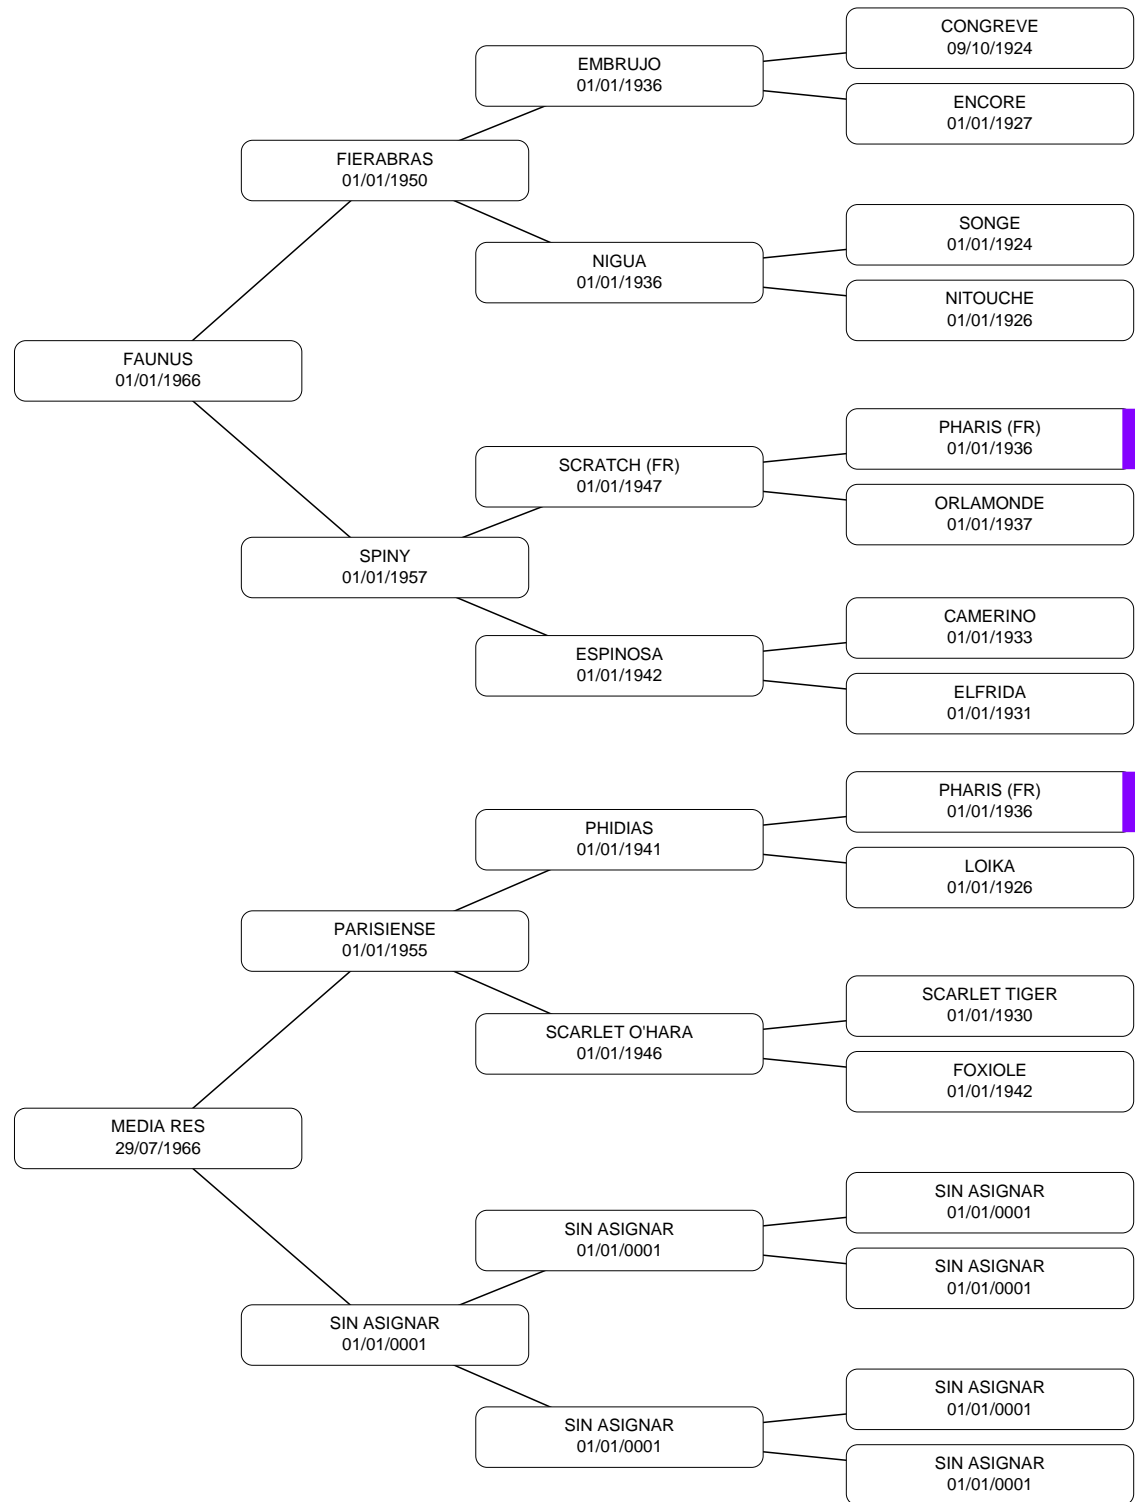 CONGREVE
09/10/1924
EMBRUJO
01/01/1936
ENCORE
01/01/1927
FIERABRAS
01/01/1950
SONGE
01/01/1924
NIGUA
01/01/1936
NITOUCHE
01/01/1926
FAUNUS
01/01/1966
PHARIS (FR)
01/01/1936
SCRATCH (FR)
01/01/1947
ORLAMONDE
01/01/1937
SPINY
01/01/1957
CAMERINO
01/01/1933
ESPINOSA
01/01/1942
ELFRIDA
01/01/1931
PHARIS (FR)
01/01/1936
PHIDIAS
01/01/1941
LOIKA
01/01/1926
PARISIENSE
01/01/1955
SCARLET TIGER
01/01/1930
SCARLET O'HARA
01/01/1946
FOXIOLE
01/01/1942
MEDIA RES
29/07/1966
SIN ASIGNAR
01/01/0001
SIN ASIGNAR
01/01/0001
SIN ASIGNAR
01/01/0001
SIN ASIGNAR
01/01/0001
SIN ASIGNAR
01/01/0001
SIN ASIGNAR
01/01/0001
SIN ASIGNAR
01/01/0001